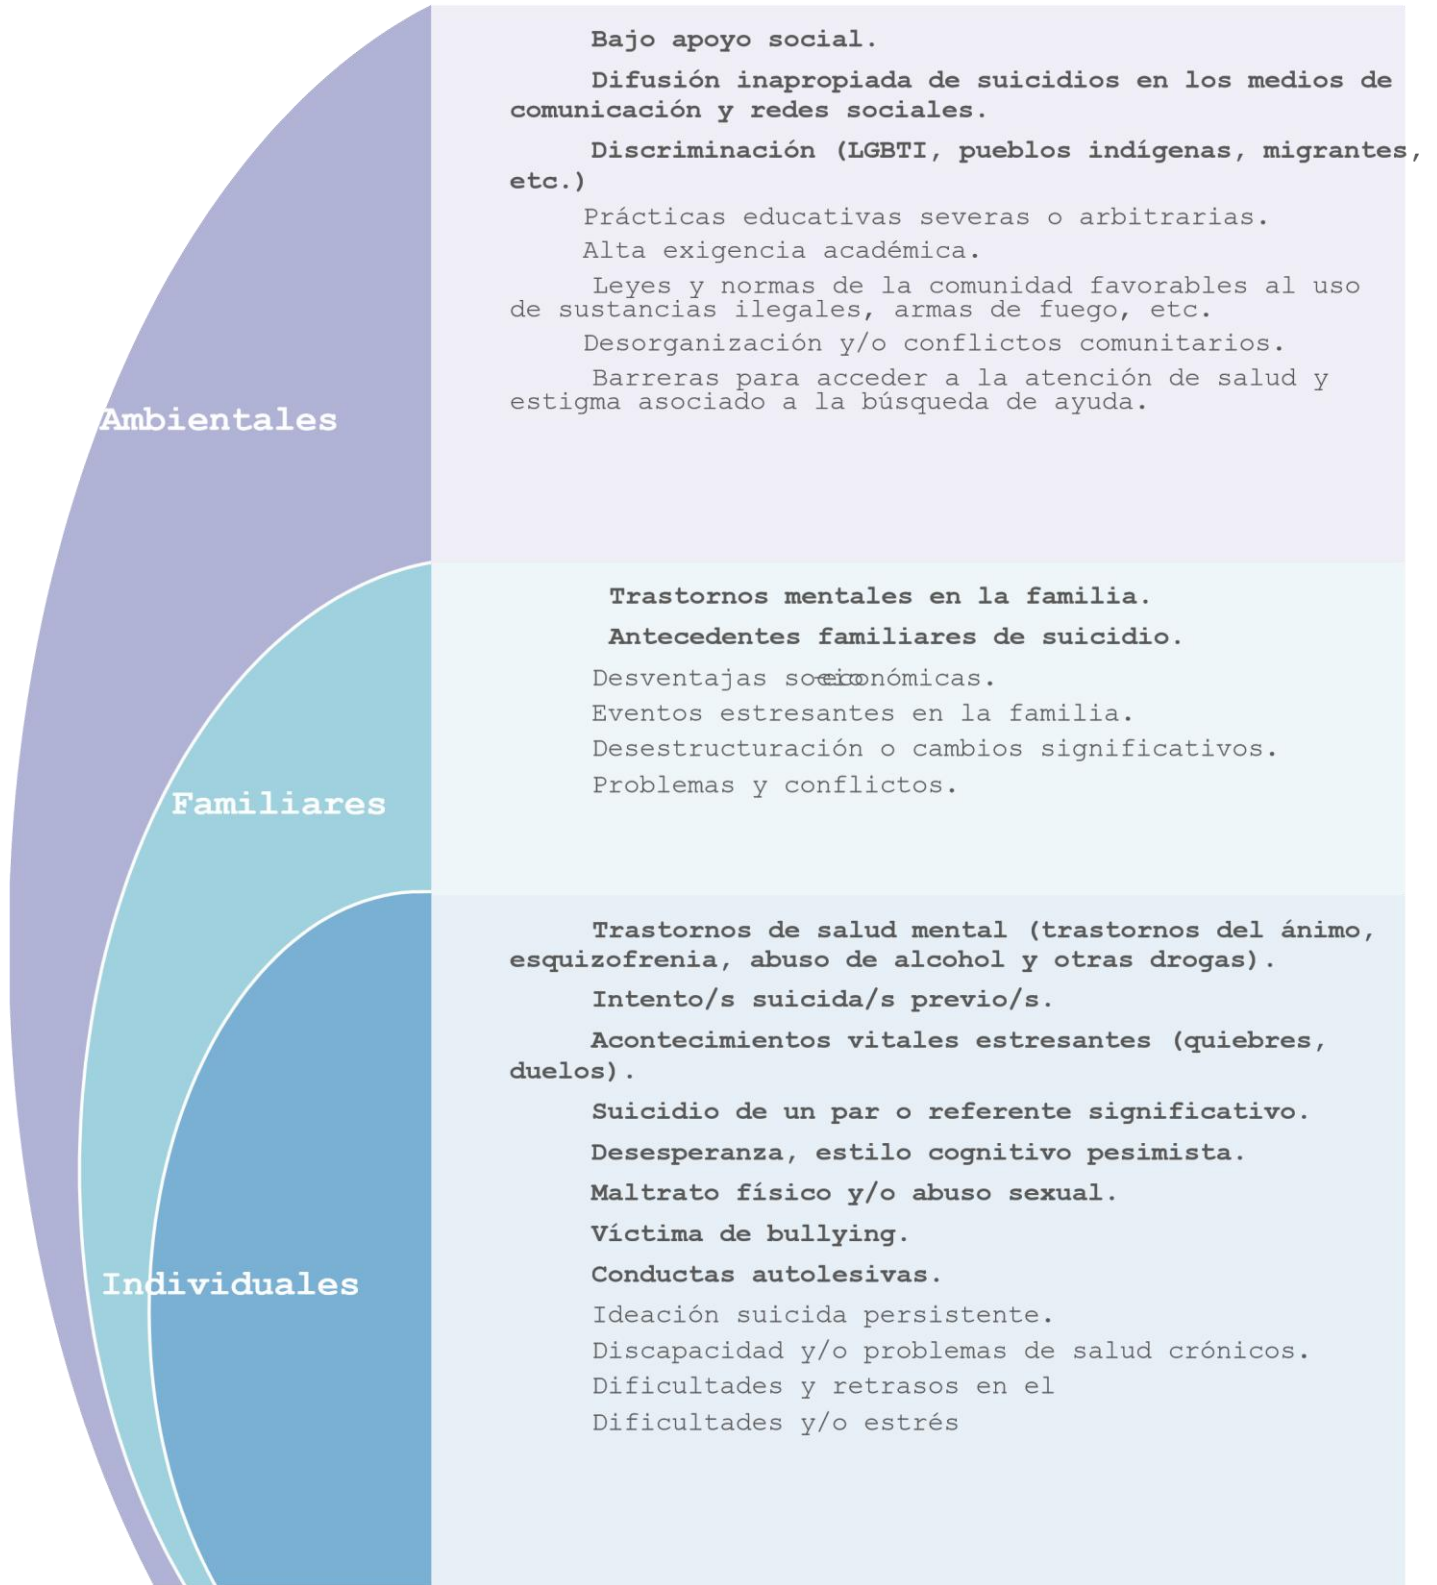 Bajo apoyo social.
Difusión inapropiada de suicidios en los medios de
comunicación y redes sociales.
Discriminación (LGBTI, pueblos indígenas, migrantes,
etc.)
Prácticas educativas severas o arbitrarias.
Alta exigencia académica.
Leyes y normas de la comunidad favorables al uso
de sustancias ilegales, armas de fuego, etc.
Desorganización y/o conflictos comunitarios.
Barreras para acceder a la atención de salud y
estigma asociado a la búsqueda de ayuda.
Ambientales
Trastornos mentales en la familia.
Antecedentes familiares de suicidio.
Desventajas
Eventos estresantes en la familia.
Desestructuración o cambios significativos.
Problemas y conflictos.
Familiares
Trastornos de salud mental (trastornos del ánimo,
esquizofrenia, abuso de alcohol y otras drogas).
Intento/s suicida/s previo/s.
Acontecimientos vitales estresantes (quiebres,
duelos).
Suicidio de un par o referente significativo.
Desesperanza, estilo cognitivo pesimista.
Maltrato físico y/o abuso sexual.
Víctima de bullying.
Conductas autolesivas.
Individuales
Ideación suicida persistente.
Discapacidad y/o problemas de salud crónicos.
Dificultades y retrasos en el
Dificultades y/o estrés